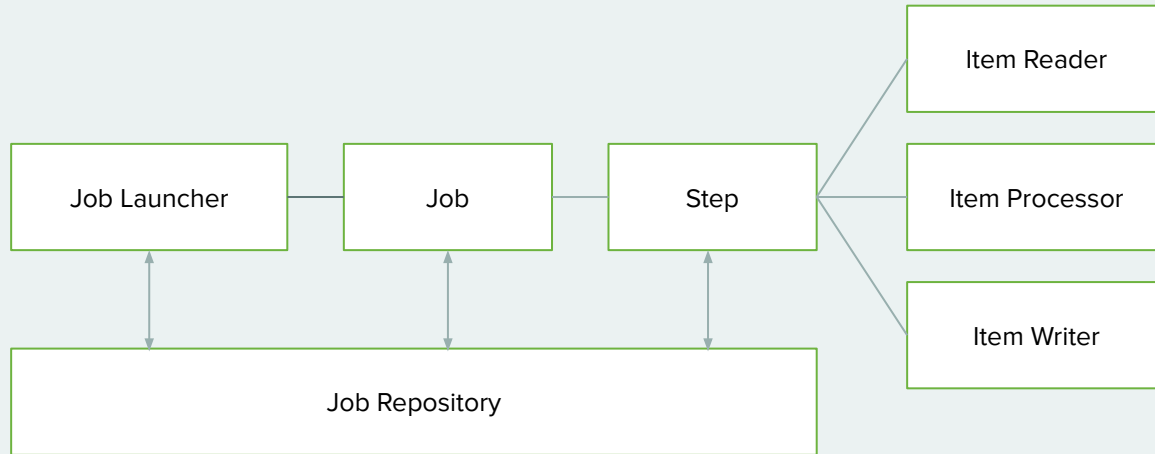 Item Reader
Job Launcher
Job
Step
Item Processor
Item Writer
Job Repository